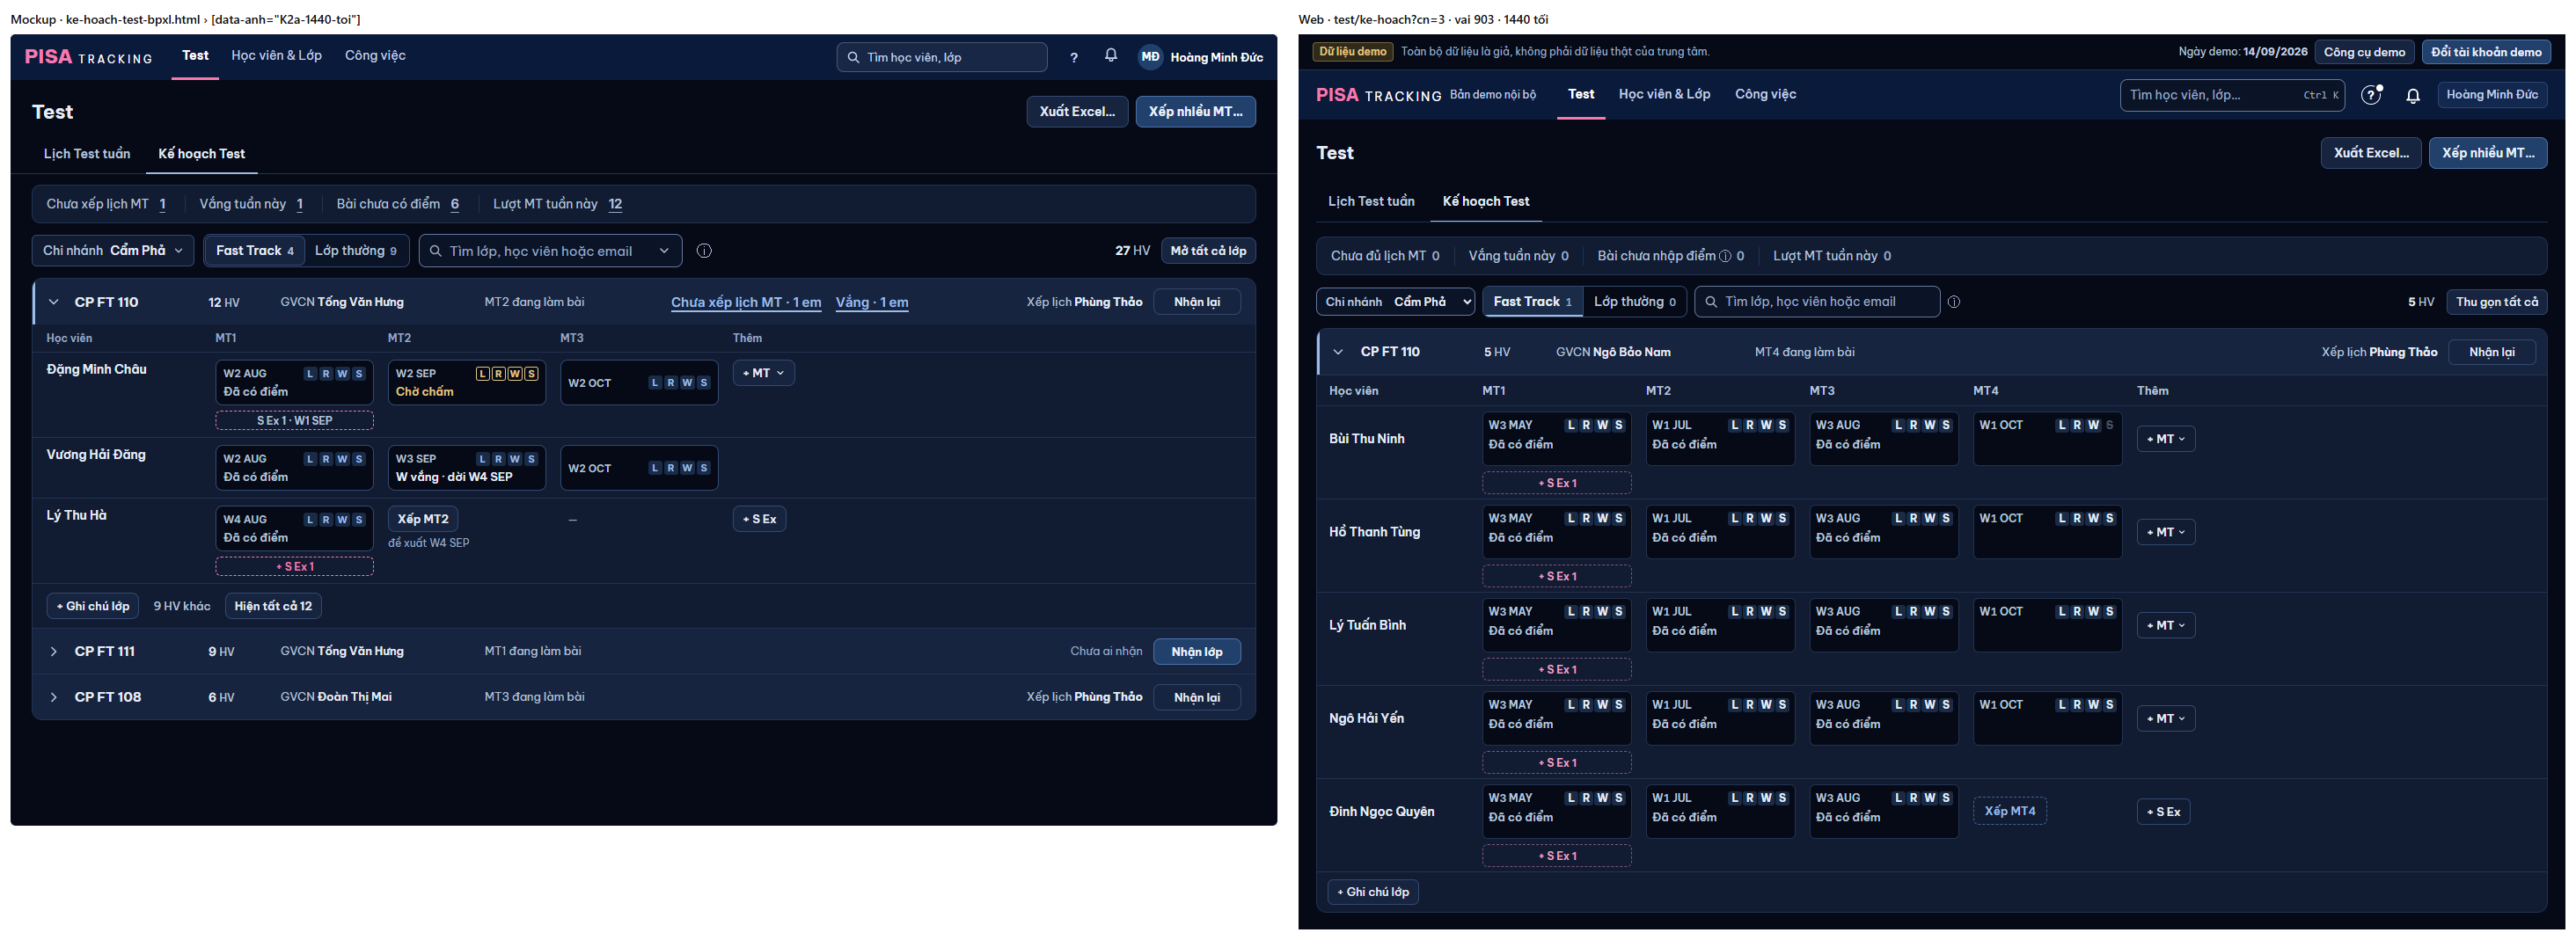 Mockup · ke-hoach-test-bpxl.html › [data-anh="K2a-1440-toi"]
PISA TRACKING Test Học viên & Lớp Công việc Tìm học viên, lớp ? MĐ Hoàng Minh Đức
Test Xuất Excel... Xếp nhiều MT...
Lịch Test tuần Kế hoạch Test
Chưa xếp lịch MT 1 Vắng tuần này 1 Bài chưa có điểm 6 Lượt MT tuần này 12
Chi nhánh Cẩm Phả Fast Track 4 Lớp thường 9 Tìm lớp, học viên hoặc email 27 HV Mở tất cả lớp
CP FT 110 12 HV GVCN Tống Văn Hưng MT2 đang làm bài Chưa xếp lịch MT · 1 em Vắng · 1 em Xếp lịch Phùng Thảo Nhận lại
Học viên MT1 MT2 MT3 Thêm
Đặng Minh Châu W2 AUG L R W S W2 SEP L R W S W2 OCT L R W S + MT
Đã có điểm Chờ chấm
S Ex 1 · W1 SEP
Vương Hải Đăng W2 AUG L R W S W3 SEP L R W S W2 OCT L R W S
Đã có điểm W vắng · dời W4 SEP
Lý Thu Hà W4 AUG L R W S Xếp MT2 – + S Ex
Đã có điểm đề xuất W4 SEP
+ S Ex 1
+ Ghi chú lớp 9 HV khác Hiện tất cả 12
CP FT 111 9 HV GVCN Tống Văn Hưng MT1 đang làm bài Chưa ai nhận Nhận lớp
CP FT 108 6 HV GVCN Đoàn Thị Mai MT3 đang làm bài Xếp lịch Phùng Thảo Nhận lại
Web · test/ke-hoach?cn=3 · vai 903 · 1440 tối
Dữ liệu demo Toàn bộ dữ liệu là giả, không phải dữ liệu thật của trung tâm. Ngày demo: 14/09/2026 Công cụ demo Đổi tài khoản demo
PISA TRACKING Bản demo nội bộ Test Học viên & Lớp Công việc Tìm học viên, lớp... Ctrl K ? Hoàng Minh Đức
Test Xuất Excel... Xếp nhiều MT...
Lịch Test tuần Kế hoạch Test
Chưa đủ lịch MT 0 Vắng tuần này 0 Bài chưa nhập điểm 0 Lượt MT tuần này 0
Chi nhánh Cẩm Phả Fast Track 1 Lớp thường 0 Tìm lớp, học viên hoặc email 5 HV Thu gọn tất cả
CP FT 110 5 HV GVCN Ngô Bảo Nam MT4 đang làm bài Xếp lịch Phùng Thảo Nhận lại
Học viên MT1 MT2 MT3 MT4 Thêm
Bùi Thu Ninh W3 MAY L R W S W1 JUL L R W S W3 AUG L R W S W1 OCT L R W S + MT
Đã có điểm Đã có điểm Đã có điểm
+ S Ex 1
Hồ Thanh Tùng W3 MAY L R W S W1 JUL L R W S W3 AUG L R W S W1 OCT L R W S + MT
Đã có điểm Đã có điểm Đã có điểm
+ S Ex 1
Lý Tuấn Bình W3 MAY L R W S W1 JUL L R W S W3 AUG L R W S W1 OCT L R W S + MT
Đã có điểm Đã có điểm Đã có điểm
+ S Ex 1
Ngô Hải Yến W3 MAY L R W S W1 JUL L R W S W3 AUG L R W S W1 OCT L R W S + MT
Đã có điểm Đã có điểm Đã có điểm
+ S Ex 1
Đinh Ngọc Quyên W3 MAY L R W S W1 JUL L R W S W3 AUG L R W S Xếp MT4 + S Ex
Đã có điểm Đã có điểm Đã có điểm
+ S Ex 1
+ Ghi chú lớp